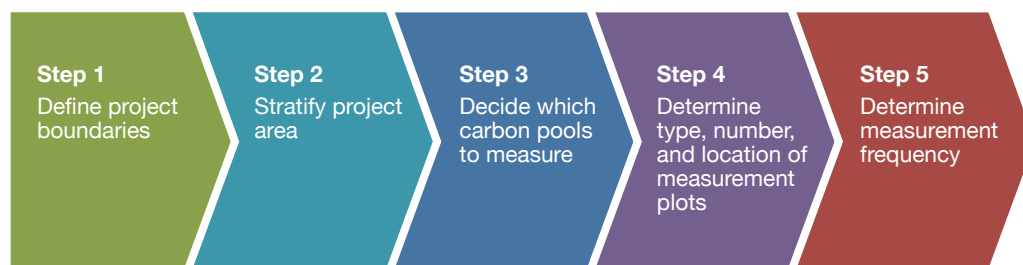 Step 1
Define project
boundaries
Step 2
Stratify project
area
Step 3
Decide which
carbon pools
to measure
Step 4
Determine
type, number,
and location of
measurement
plots
Step 5
Determine
measurement
frequency